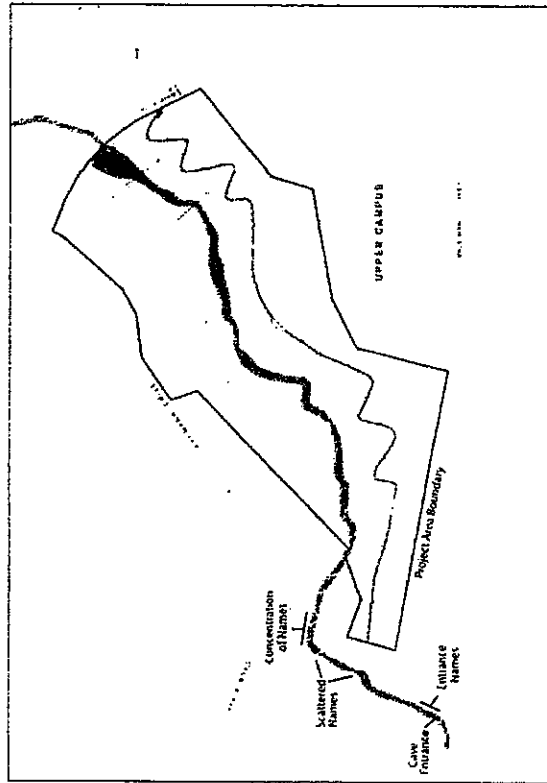 UPPER CAMPUS
Project Area Boundary
Concentration
of Names
Scattered
Names
Entrance
Names
Cave
Entrance